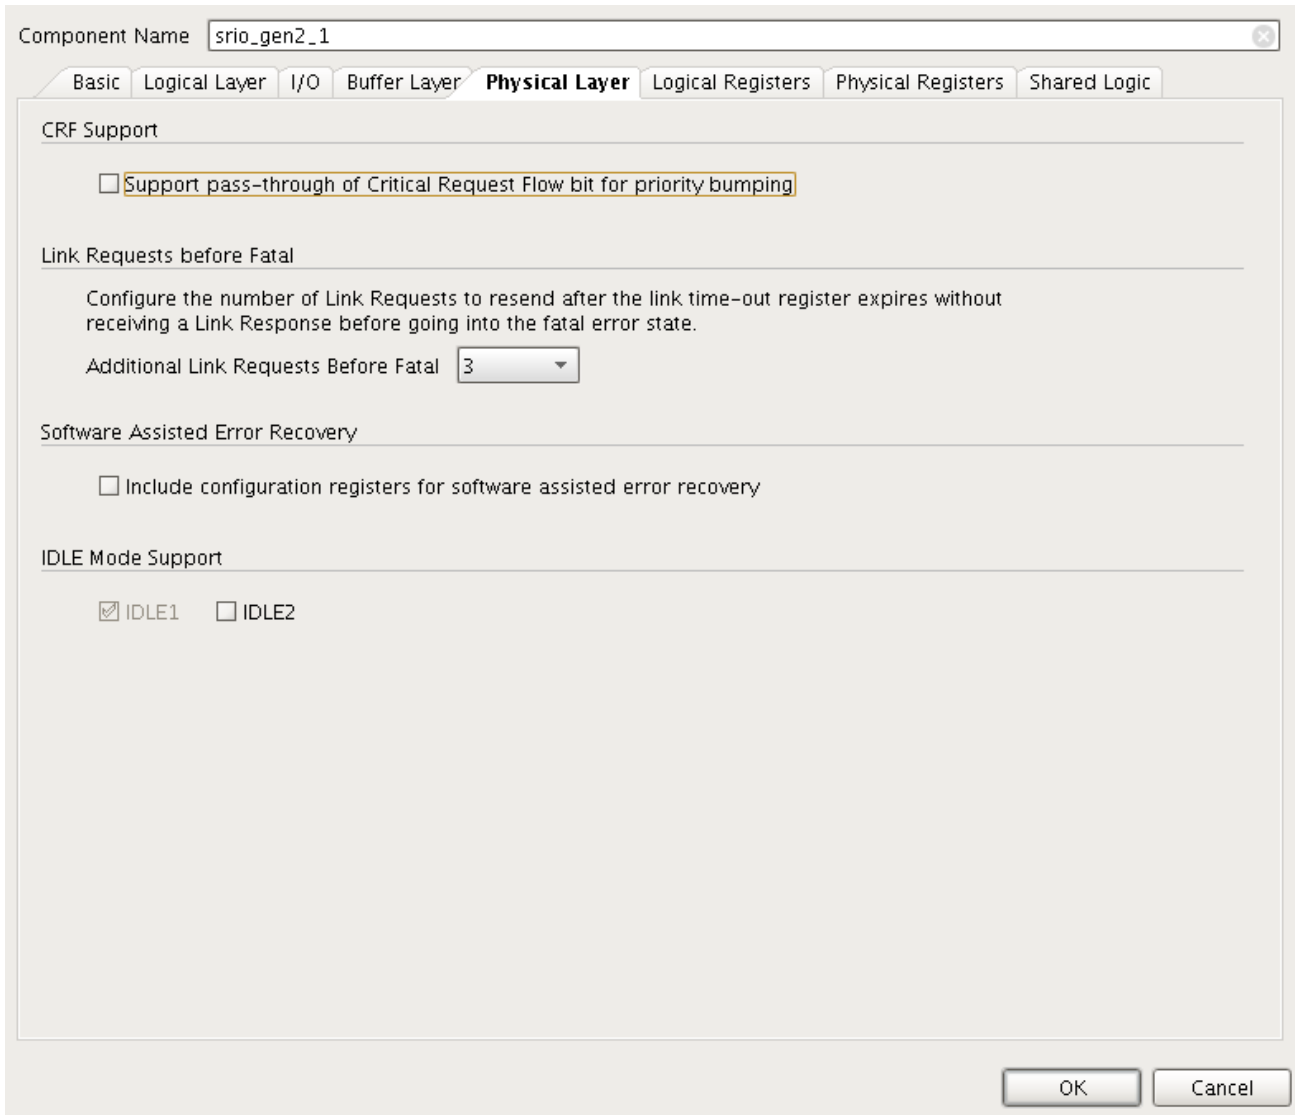 Component Name srio_gen2_1
Basic Logical Layer I/O Buffer Layer Physical Layer Logical Registers Physical Registers Shared Logic
CRF Support
Support pass-through of Critical Request Flow bit for priority bumping
Link Requests before Fatal
Configure the number of Link Requests to resend after the link time-out register expires without
receiving a Link Response before going into the fatal error state.
Additional Link Requests Before Fatal 3
Software Assisted Error Recovery
Include configuration registers for software assisted error recovery
IDLE Mode Support
IDLE1 IDLE2
OK Cancel